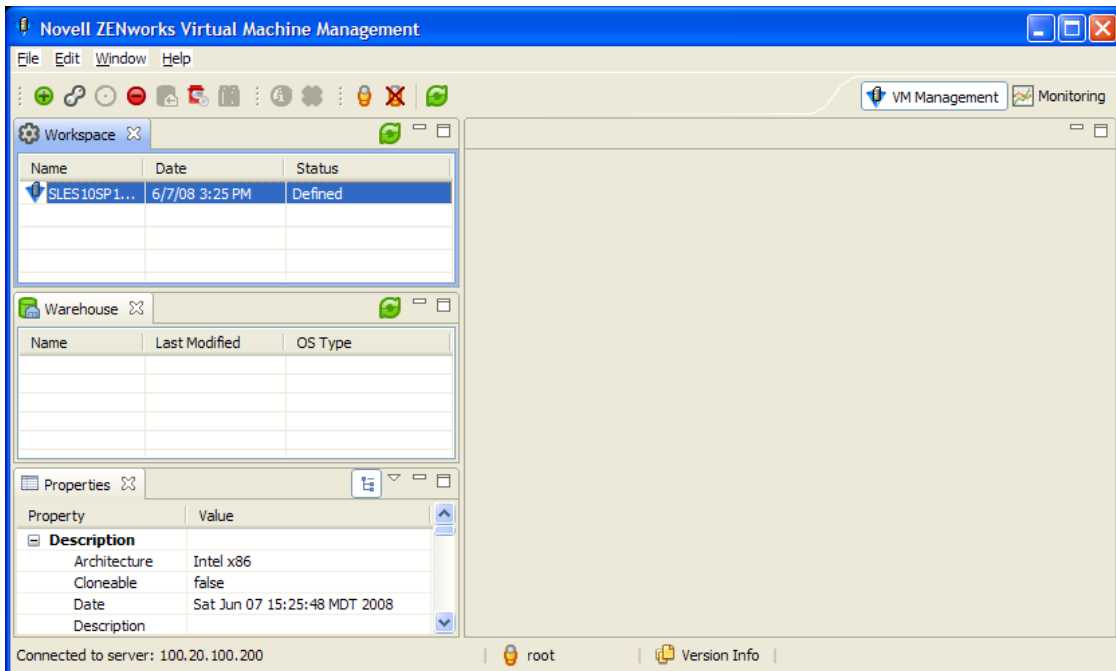 Novell ZENworks Virtual Machine Management
File Edit Window Help
VM Management Monitoring
Workspace
Name Date Status
SLES10SP1... 6/7/08 3:25 PM Defined
Warehouse
Name Last Modified OS Type
Properties
Property Value
Description
Architecture Intel x86
Cloneable false
Date Sat Jun 07 15:25:48 MDT 2008
Description
Connected to server: 100.20.100.200 root Version Info